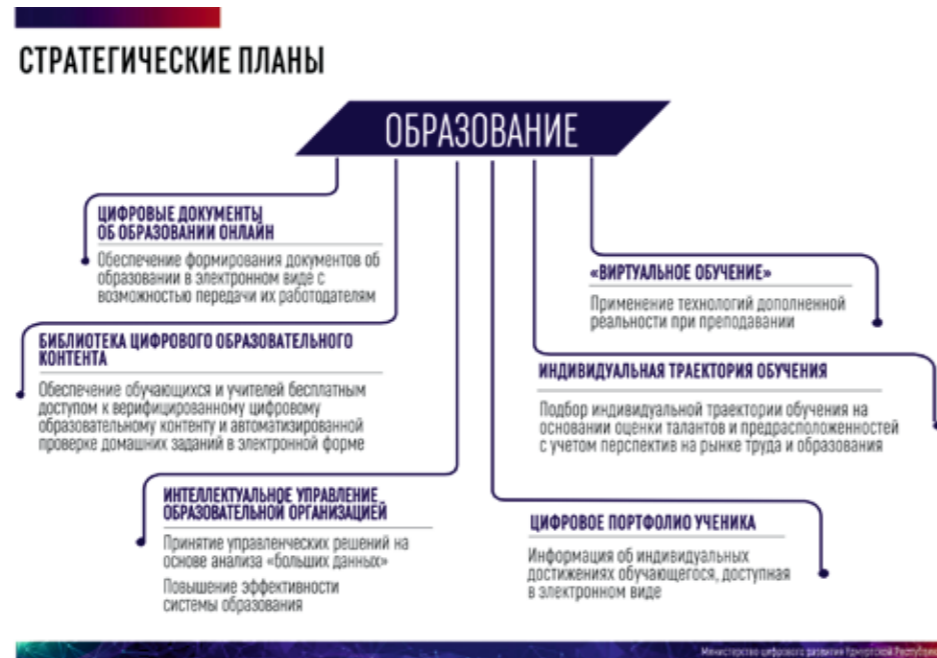 СТРАТЕГИЧЕСКИЕ ПЛАНЫ
ОБРАЗОВАНИЕ
ЦИФРОВЫЕ ДОКУМЕНТЫ
ОБ ОБРАЗОВАНИИ ОНЛАЙН
Обеспечение формирования документов об
образовании в электронном виде с
возможностью передачи их работодателям
БИБЛИОТЕКА ЦИФРОВОГО ОБРАЗОВАТЕЛЬНОГО
КОНТЕНТА
Обеспечение обучающихся и учителей бесплатным
доступом к верифицированному цифровому
образовательному контенту и автоматизированной
проверке домашних заданий в электронной форме
ИНТЕЛЛЕКТУАЛЬНОЕ УПРАВЛЕНИЕ
ОБРАЗОВАТЕЛЬНОЙ ОРГАНИЗАЦИЕЙ
Принятие управленческих решений на
основе анализа «больших данных»
Повышение эффективности
системы образования
«ВИРТУАЛЬНОЕ ОБУЧЕНИЕ»
Применение технологий дополненной
реальности при преподавании
ИНДИВИДУАЛЬНАЯ ТРАЕКТОРИЯ ОБУЧЕНИЯ
Подбор индивидуальной траектории обучения на
основании оценки талантов и предрасположенностей
с учетом перспектив на рынке труда и образования
ЦИФРОВОЕ ПОРТФОЛИО УЧЕНИКА
Информация об индивидуальных
достижениях обучающегося, доступная
в электронном виде
Министерство цифрового развития Удмуртской Республики